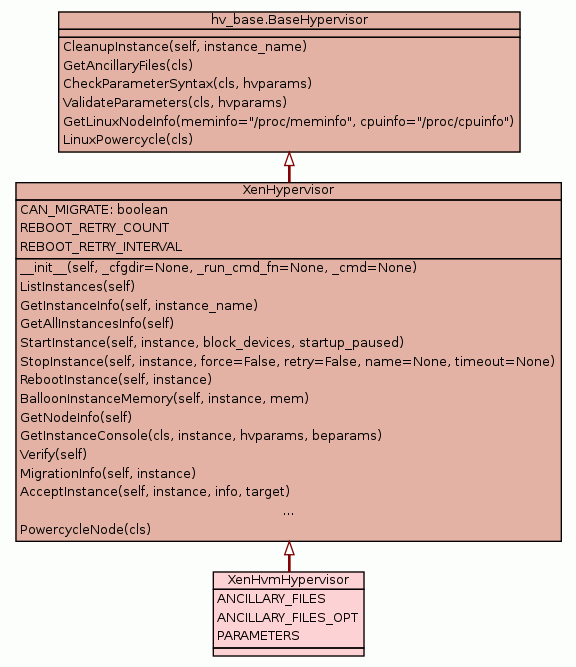 hv_base.BaseHypervisor
CleanupInstance(self, instance_name)
GetAncillaryFiles(cls)
CheckParameterSyntax(cls, hvparams)
ValidateParameters(cls, hvparams)
GetLinuxNodeInfo(meminfo="/proc/meminfo", cpuinfo="/proc/cpuinfo")
LinuxPowercycle(cls)
XenHypervisor
CAN_MIGRATE: boolean
REBOOT_RETRY_COUNT
REBOOT_RETRY_INTERVAL
__init__(self, _cfgdir=None, _run_cmd_fn=None, _cmd=None)
ListInstances(self)
GetInstanceInfo(self, instance_name)
GetAllInstancesInfo(self)
StartInstance(self, instance, block_devices, startup_paused)
StopInstance(self, instance, force=False, retry=False, name=None, timeout=None)
RebootInstance(self, instance)
BalloonInstanceMemory(self, instance, mem)
GetNodeInfo(self)
GetInstanceConsole(cls, instance, hvparams, beparams)
Verify(self)
MigrationInfo(self, instance)
AcceptInstance(self, instance, info, target)
...
PowercycleNode(cls)
XenHvmHypervisor
ANCILLARY_FILES
ANCILLARY_FILES_OPT
PARAMETERS